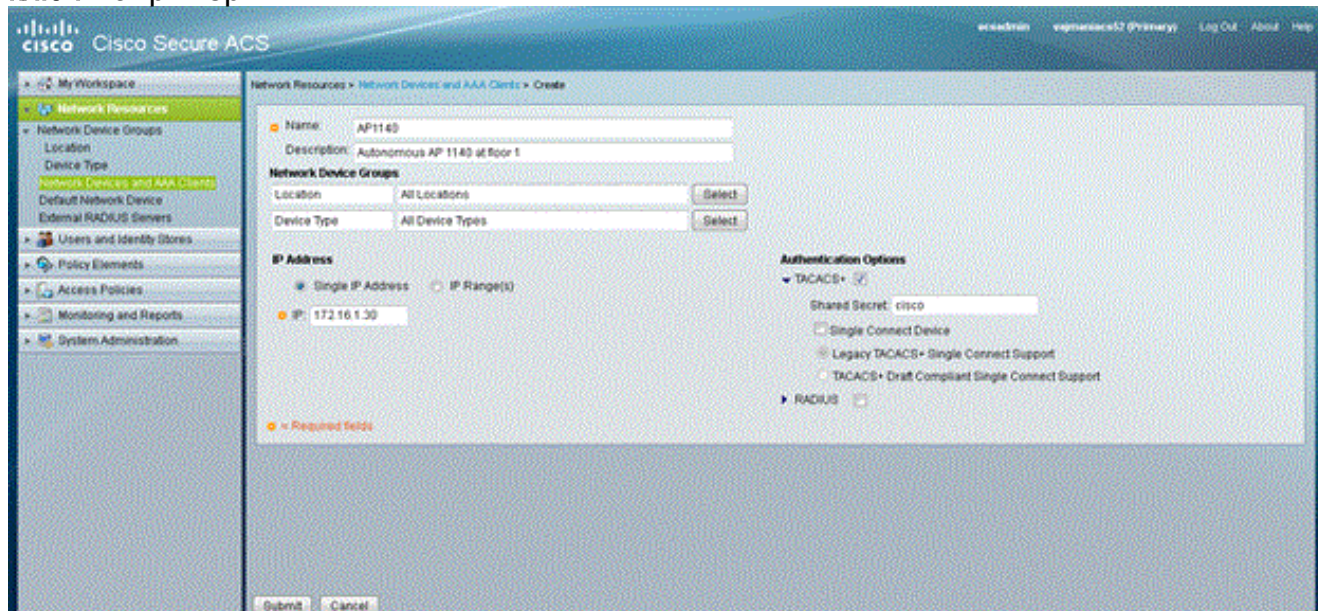 CISCO Cisco Secure ACS
acsadmin Log Out About Help
My Workspace
Network Resources
Network Device Groups
Location
Device Type
Network Devices and AAA Clients
Default Network Device
External RADIUS Servers
Users and Identity Stores
Policy Elements
Access Policies
Monitoring and Reports
System Administration
Network Resources > Network Devices and AAA Clients > Create
Name: AP1140
Description: Autonomous AP 1140 at floor 1
Network Device Groups
Location All Locations Select
Device Type All Device Types Select
IP Address
Single IP Address IP Range(s)
IP: 172.16.1.30
Authentication Options
TACACS+
Shared Secret: cisco
Single Connect Device
Legacy TACACS+ Single Connect Support
TACACS+ Draft Compliant Single Connect Support
RADIUS
= Required fields
Submit Cancel